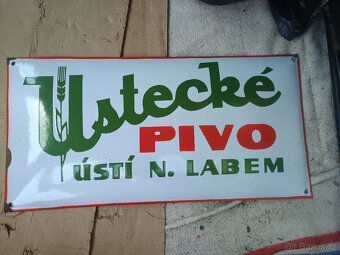 Ústecké
PIVO
ÚSTÍ N. LABEM